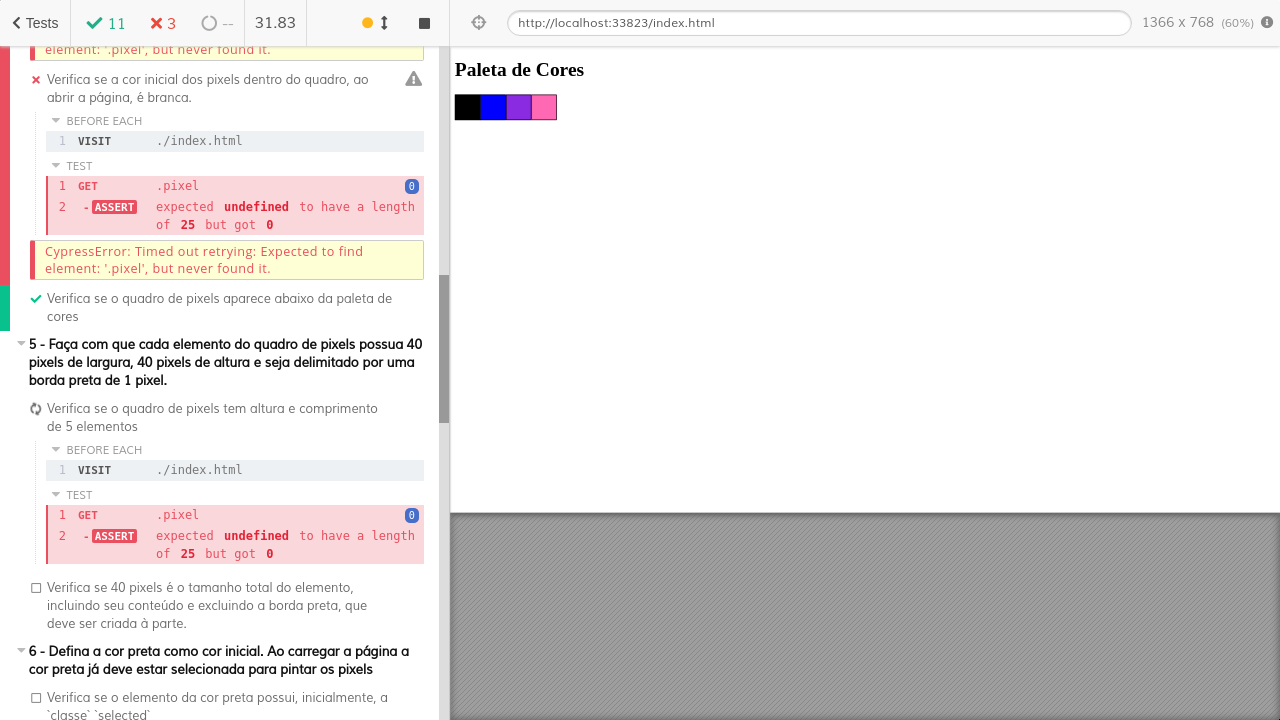 Tests
11
3
--
31.83
http://localhost:33823/index.html
1366 x 768 (60%)
element: '.pixel', but never found it.
Verifica se a cor inicial dos pixels dentro do quadro, ao
abrir a página, é branca.
BEFORE EACH
1 VISIT ./index.html
TEST
1 GET .pixel 0
2 -ASSERT expected undefined to have a length
of 25 but got 0
CypressError: Timed out retrying: Expected to find
element: '.pixel', but never found it.
Verifica se o quadro de pixels aparece abaixo da paleta de
cores
5 - Faça com que cada elemento do quadro de pixels possua 40
pixels de largura, 40 pixels de altura e seja delimitado por uma
borda preta de 1 pixel.
Verifica se o quadro de pixels tem altura e comprimento
de 5 elementos
BEFORE EACH
1 VISIT ./index.html
TEST
1 GET .pixel 0
2 -ASSERT expected undefined to have a length
of 25 but got 0
Verifica se 40 pixels é o tamanho total do elemento,
incluindo seu conteúdo e excluindo a borda preta, que
deve ser criada à parte.
6 - Defina a cor preta como cor inicial. Ao carregar a página a
cor preta já deve estar selecionada para pintar os pixels
Verifica se o elemento da cor preta possui, inicialmente, a
`classe` `selected`
Paleta de Cores